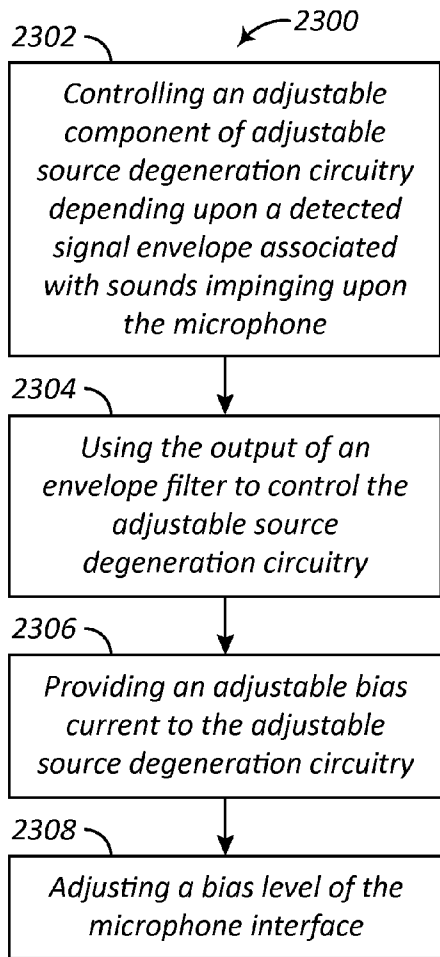 2300
2302
Controlling an adjustable
component of adjustable
source degeneration circuitry
depending upon a detected
signal envelope associated
with sounds impinging upon
the microphone
2304
Using the output of an
envelope filter to control the
adjustable source
degeneration circuitry
2306
Providing an adjustable bias
current to the adjustable
source degeneration circuitry
2308
Adjusting a bias level of the
microphone interface